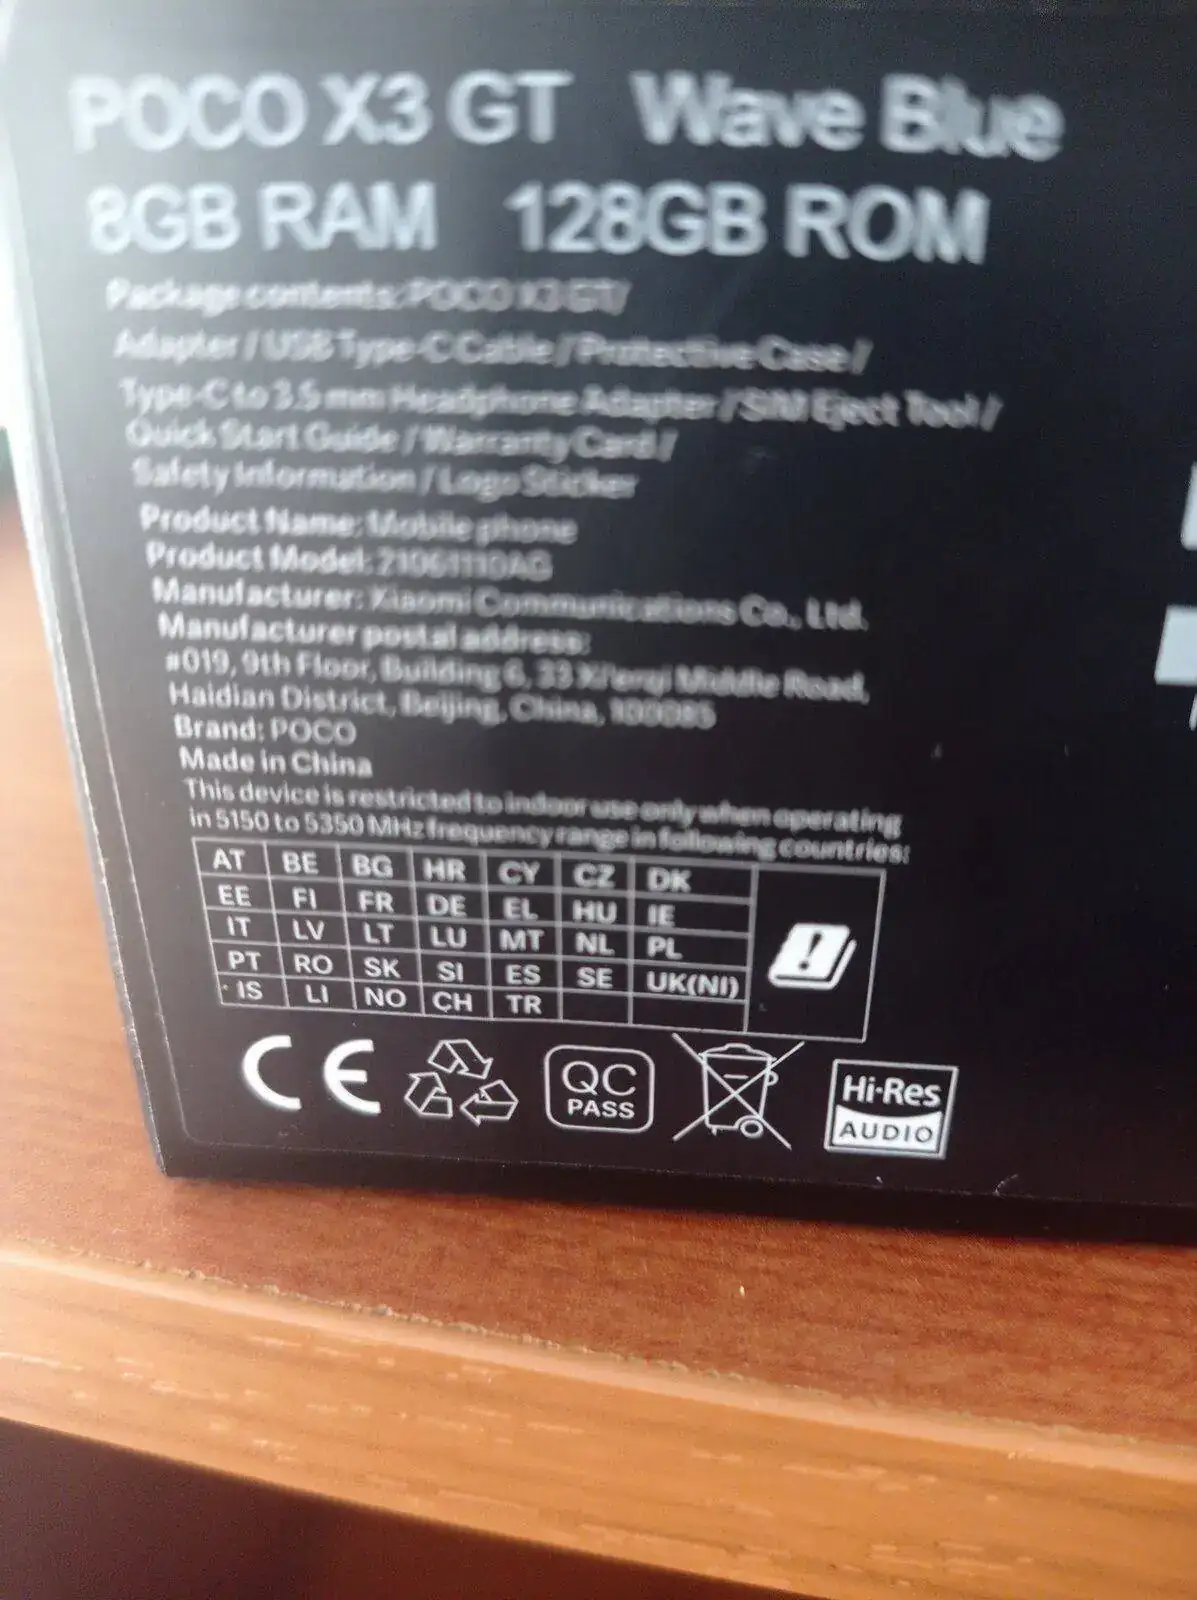 POCO X3 GT Wave Blue
8GB RAM 128GB ROM
Package contents: POCO X3 GT/
Adapter / USB Type-C Cable / Protective Case /
Type-C to 3.5 mm Headphone Adapter / SIM Eject Tool /
Quick Start Guide / Warranty Card /
Safety Information / Logo Sticker
Product Name: Mobile phone
Product Model: 21061110AG
Manufacturer: Xiaomi Communications Co., Ltd.
Manufacturer postal address:
#019, 9th Floor, Building 6, 33 Xi'erqi Middle Road,
Haidian District, Beijing, China, 100085
Brand: POCO
Made in China
This device is restricted to indoor use only when operating
in 5150 to 5350 MHz frequency range in following countries:
AT BE BG HR CY CZ DK
EE FI FR DE EL HU IE
IT LV LT LU MT NL PL
PT RO SK SI ES SE UK(NI)
IS LI NO CH TR
CE
QC
PASS
Hi-Res
AUDIO